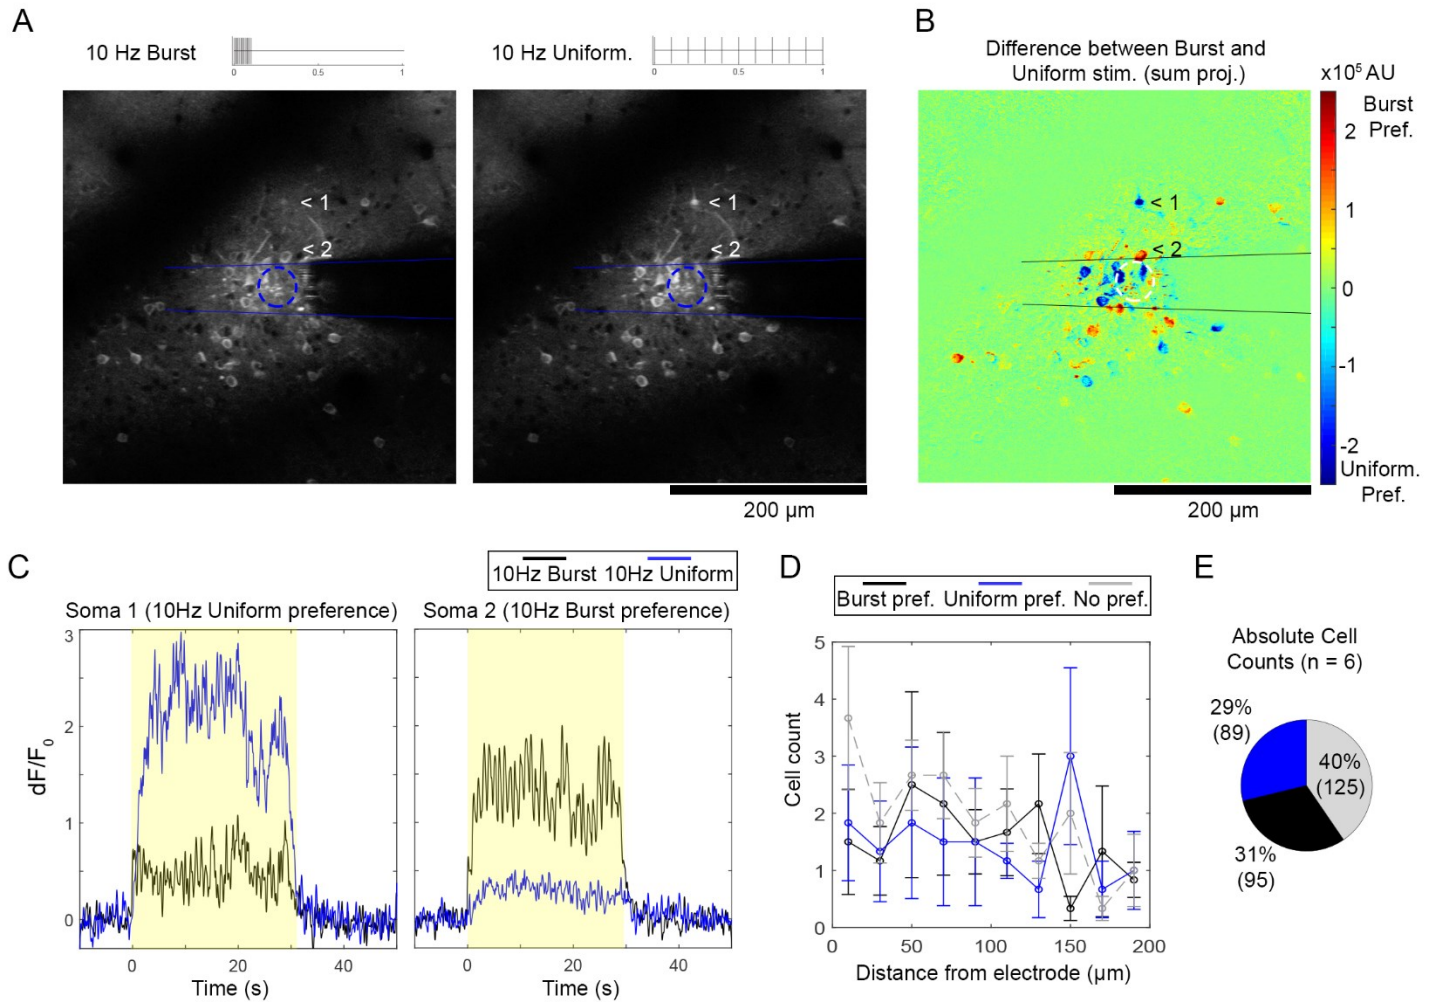 A
10 Hz Burst
0 0.5 1
10 Hz Uniform.
0 0.5 1
< 1
< 2
< 1
< 2
200 µm
B
Difference between Burst and
Uniform stim. (sum proj.)
x10⁵ AU
Burst
Pref.
2
1
0
-1
-2
Uniform.
Pref.
< 1
< 2
200 µm
C
10Hz Burst 10Hz Uniform
Soma 1 (10Hz Uniform preference)
Soma 2 (10Hz Burst preference)
dF/F₀
3
2
1
0
0 20 40
Time (s)
0 20 40
Time (s)
D
Burst pref. Uniform pref. No pref.
Cell count
5
4
3
2
1
0
0 50 100 150 200
Distance from electrode (µm)
E
Absolute Cell
Counts (n = 6)
29%
(89)
40%
(125)
31%
(95)